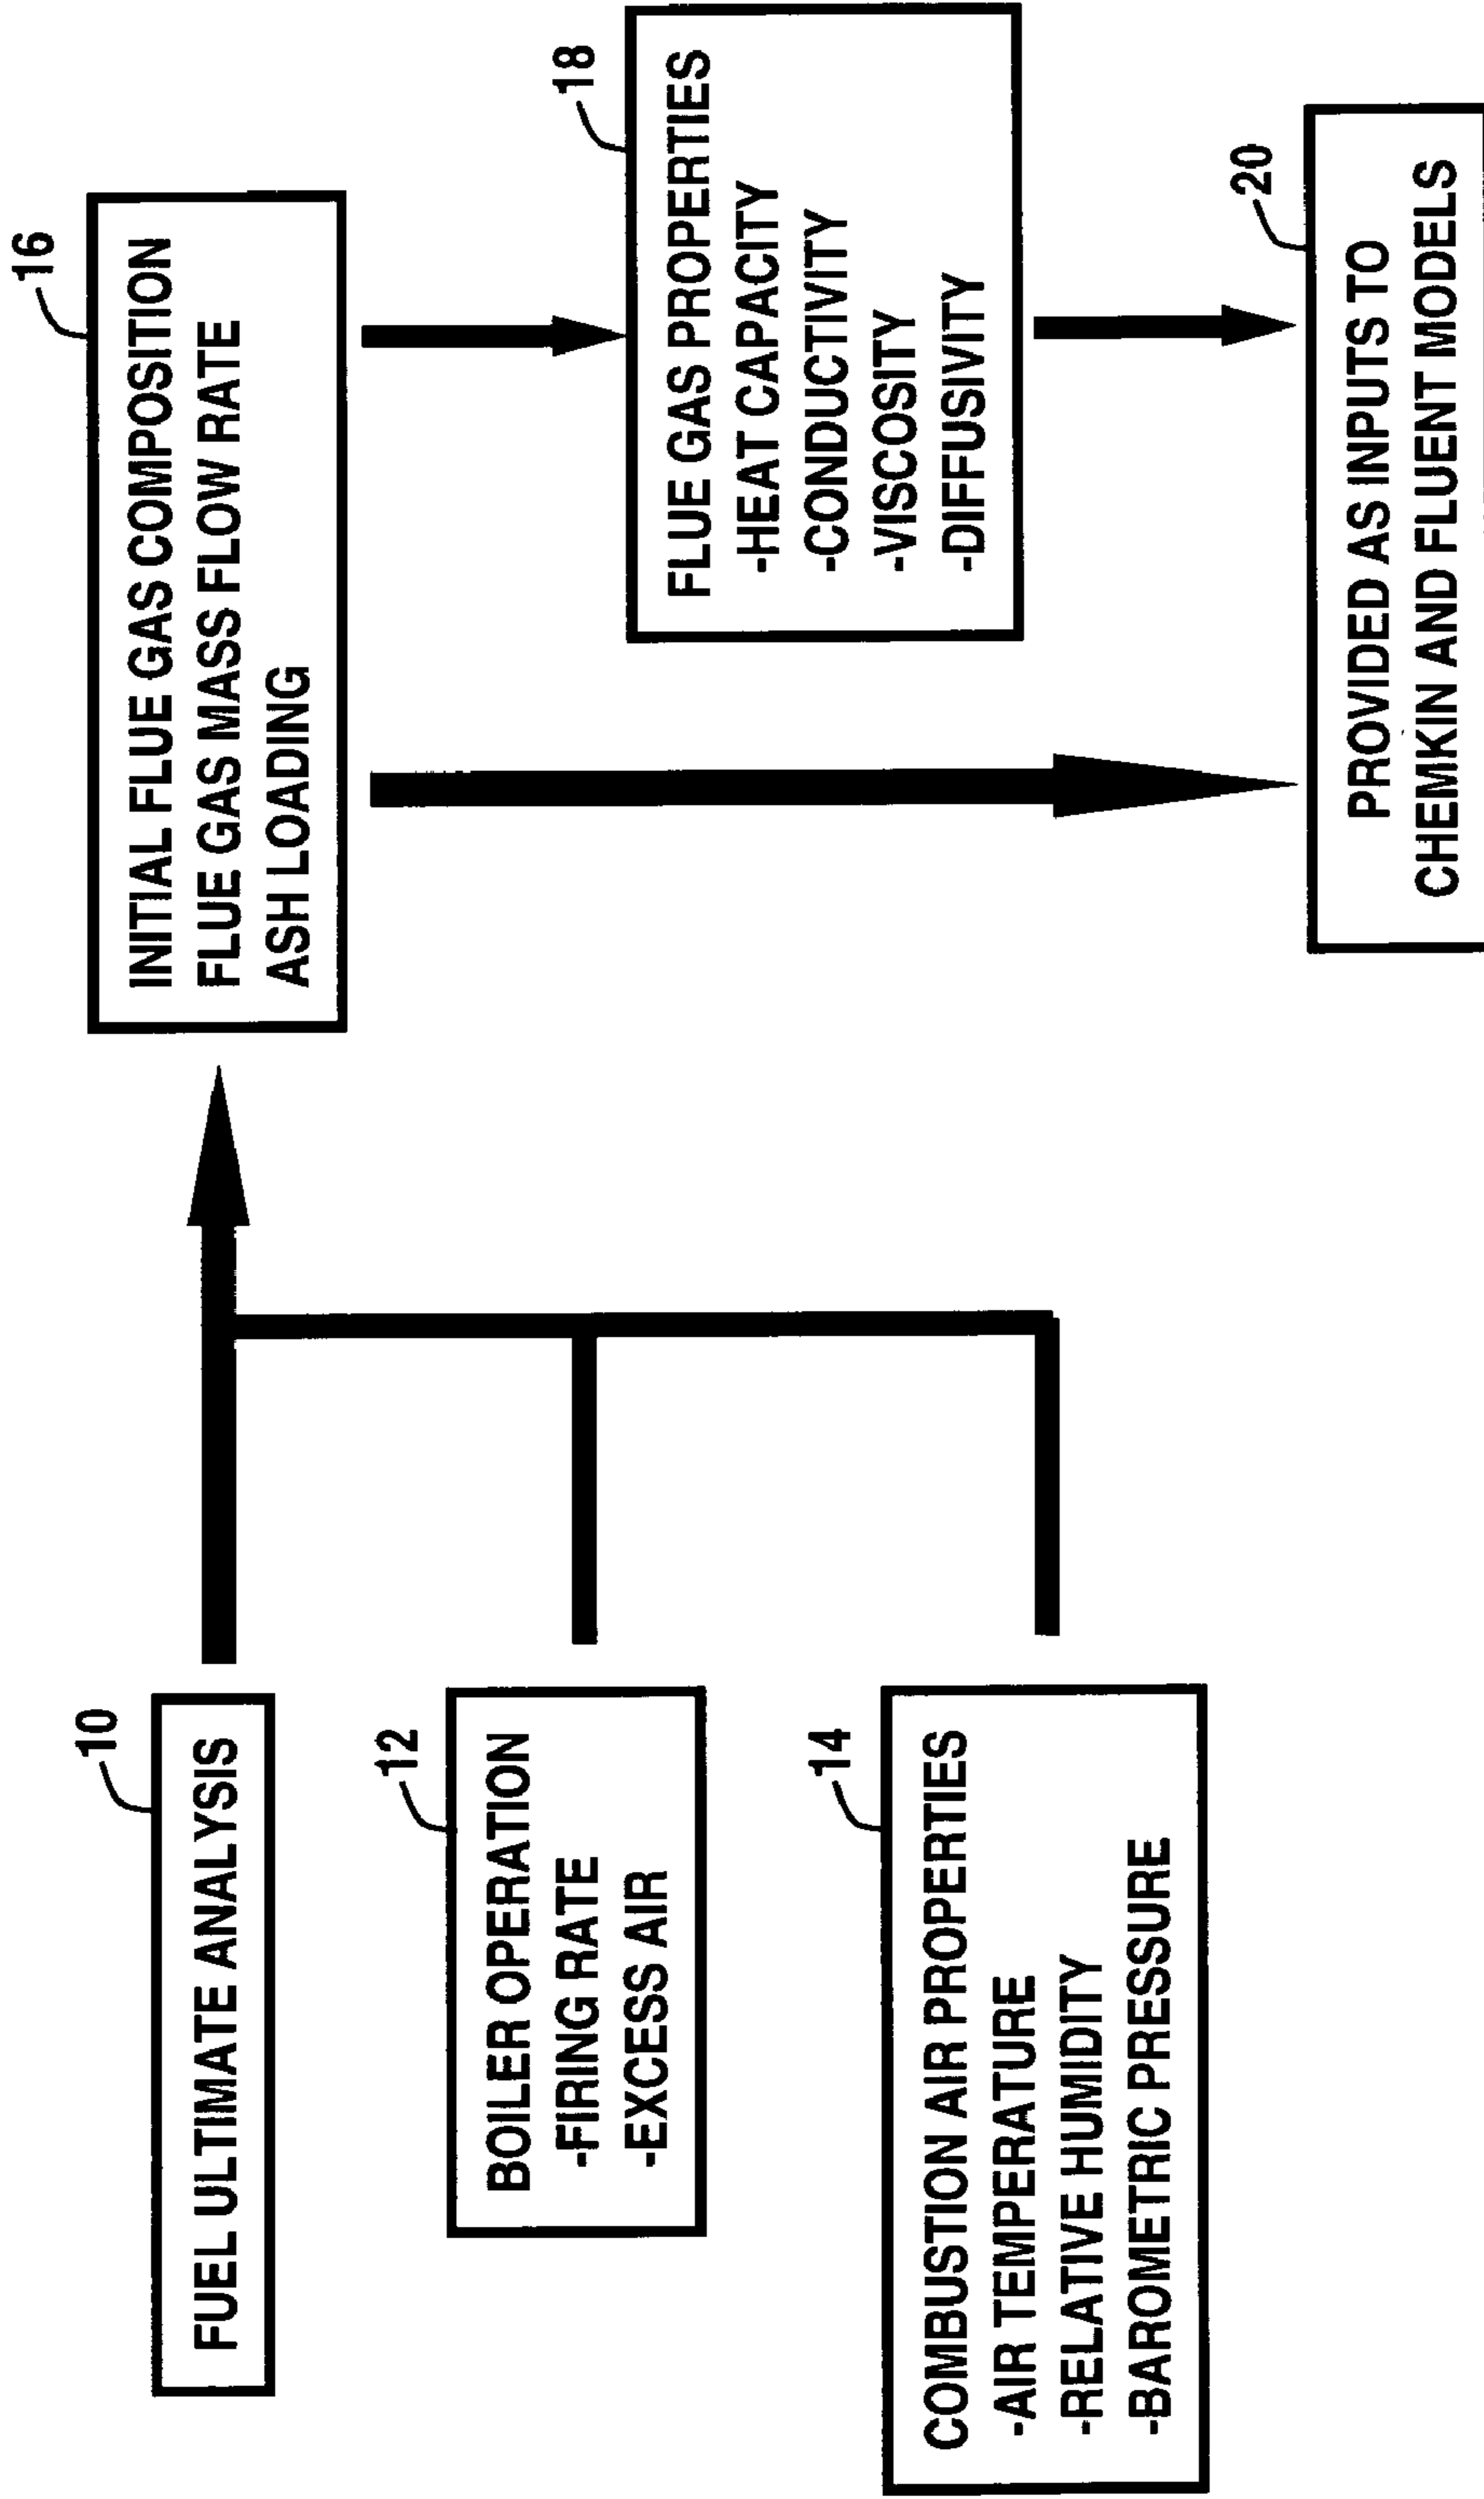 10
FUEL ULTIMATE ANALYSIS
12
BOILER OPERATION
-FIRING RATE
-EXCESS AIR
14
COMBUSTION AIR PROPERTIES
-AIR TEMPERATURE
-RELATIVE HUMIDITY
-BAROMETRIC PRESSURE
16
INITIAL FLUE GAS COMPOSITION
FLUE GAS MASS FLOW RATE
ASH LOADING
18
FLUE GAS PROPERTIES
-HEAT CAPACITY
-CONDUCTIVITY
-VISCOSITY
-DIFFUSIVITY
20
PROVIDED AS INPUTS TO
CHEMKIN AND FLUENT MODELS